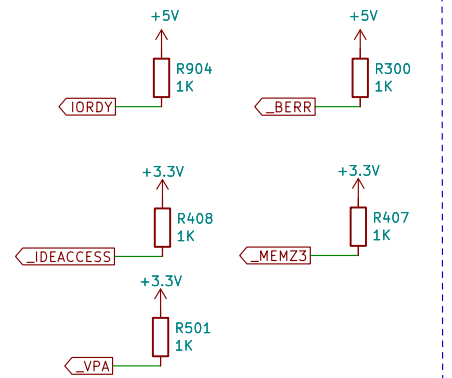 +5V
R904
1K
IORDY
+5V
R300
1K
_BERR
+3.3V
R408
1K
_IDEACCESS
+3.3V
R407
1K
_MEMZ3
+3.3V
R501
1K
_VPA